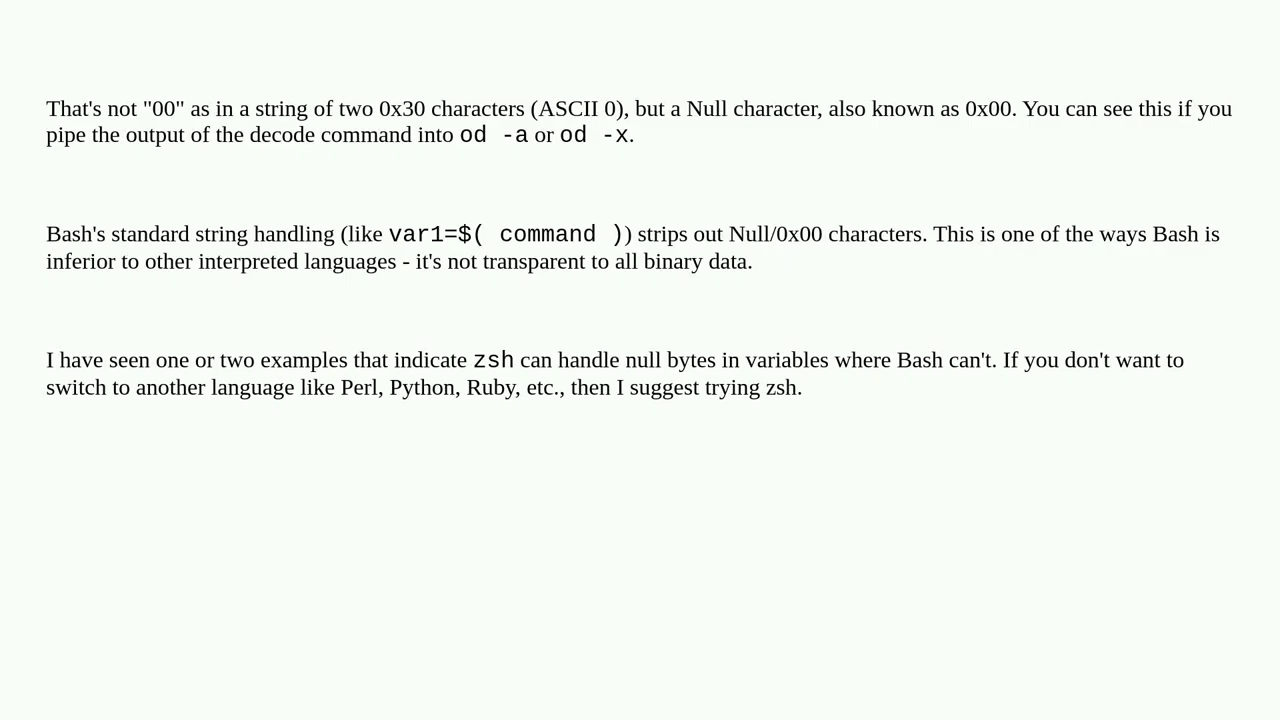 That's not "00" as in a string of two 0x30 characters (ASCII 0), but a Null character, also known as 0x00. You can see this if you
pipe the output of the decode command into od -a or od -x.
Bash's standard string handling (like var1=$( command )) strips out Null/0x00 characters. This is one of the ways Bash is
inferior to other interpreted languages - it's not transparent to all binary data.
I have seen one or two examples that indicate zsh can handle null bytes in variables where Bash can't. If you don't want to
switch to another language like Perl, Python, Ruby, etc., then I suggest trying zsh.